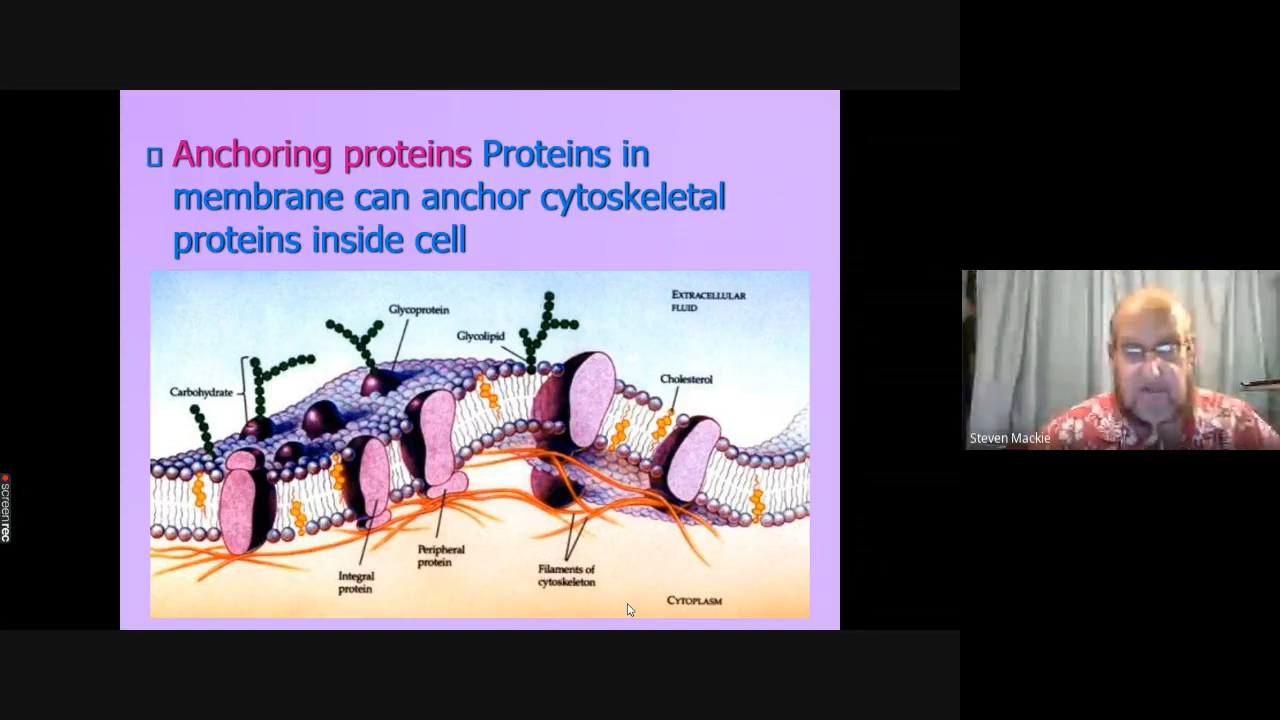 Anchoring proteins Proteins in
membrane can anchor cytoskeletal
proteins inside cell
EXTRACELLULAR
FLUID
Glycoprotein
Glycolipid
Cholesterol
Carbohydrate
Steven Mackie
Peripheral
protein
Integral
protein
Filaments of
cytoskeleton
CYTOPLASM
screenrec